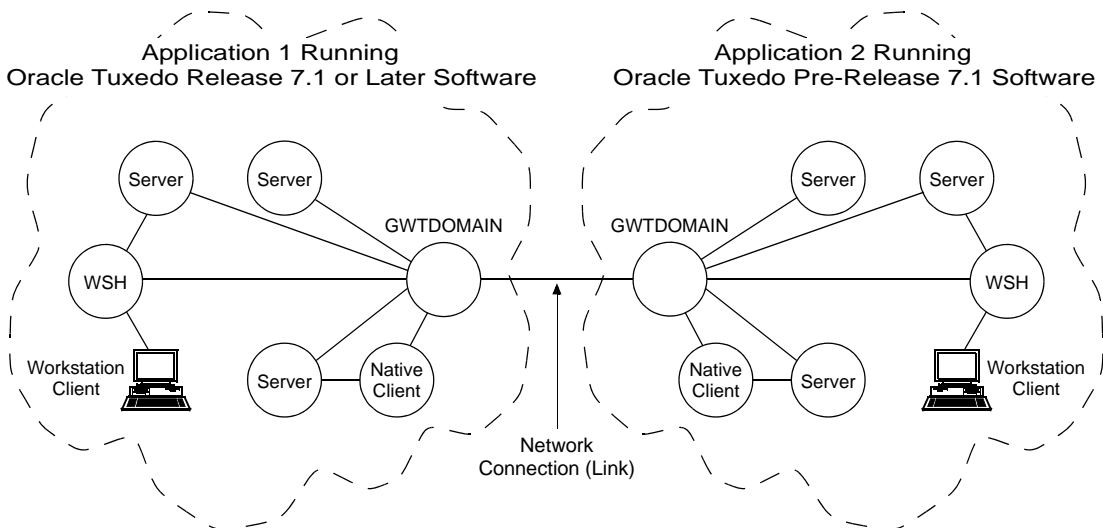 Application 1 Running
Oracle Tuxedo Release 7.1 or Later Software
Application 2 Running
Oracle Tuxedo Pre-Release 7.1 Software
Server
Server
Server
Server
GWTDOMAIN
GWTDOMAIN
WSH
WSH
Workstation
Client
Server
Native
Client
Native
Client
Server
Workstation
Client
Network
Connection (Link)